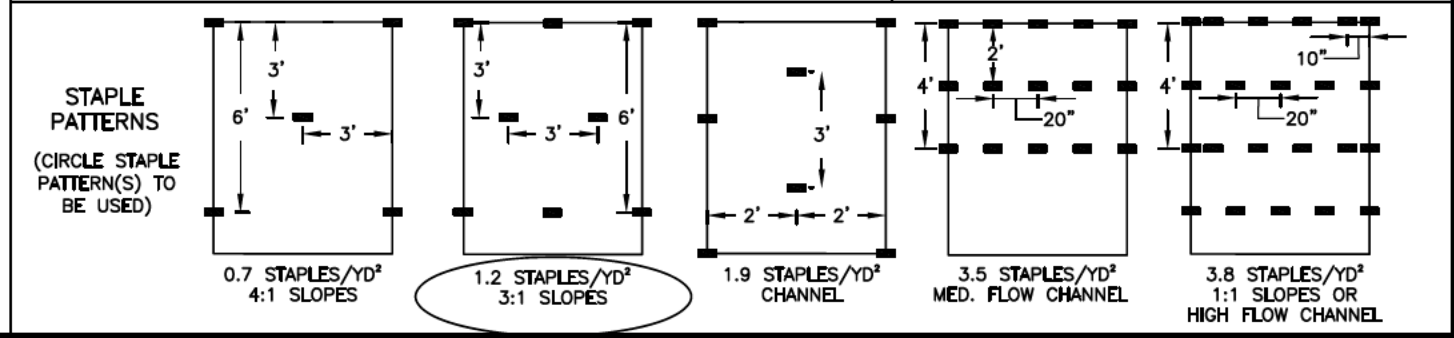 STAPLE
PATTERNS
(CIRCLE STAPLE
PATTERN(S) TO
BE USED)
3'
6'
3'
0.7 STAPLES/YD²
4:1 SLOPES
3'
6'
3'
1.2 STAPLES/YD²
3:1 SLOPES
3'
2'
2'
1.9 STAPLES/YD²
CHANNEL
2'
4'
20"
3.5 STAPLES/YD²
MED. FLOW CHANNEL
10"
4'
20"
3.8 STAPLES/YD²
1:1 SLOPES OR
HIGH FLOW CHANNEL